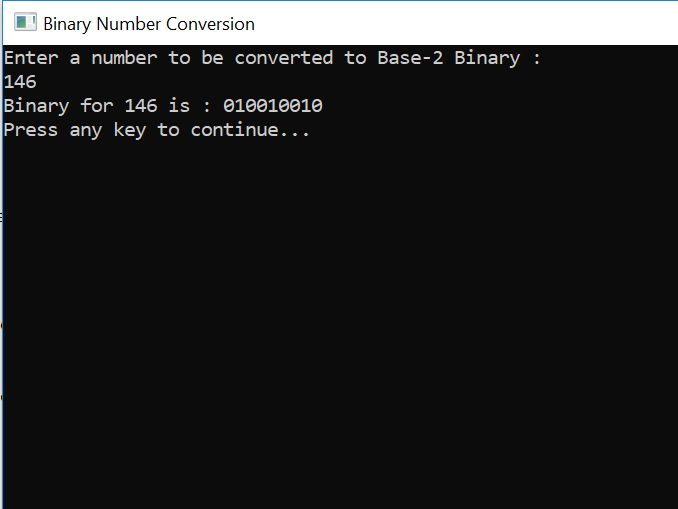 Binary Number Conversion
Enter a number to be converted to Base-2 Binary :
146
Binary for 146 is : 010010010
Press any key to continue...